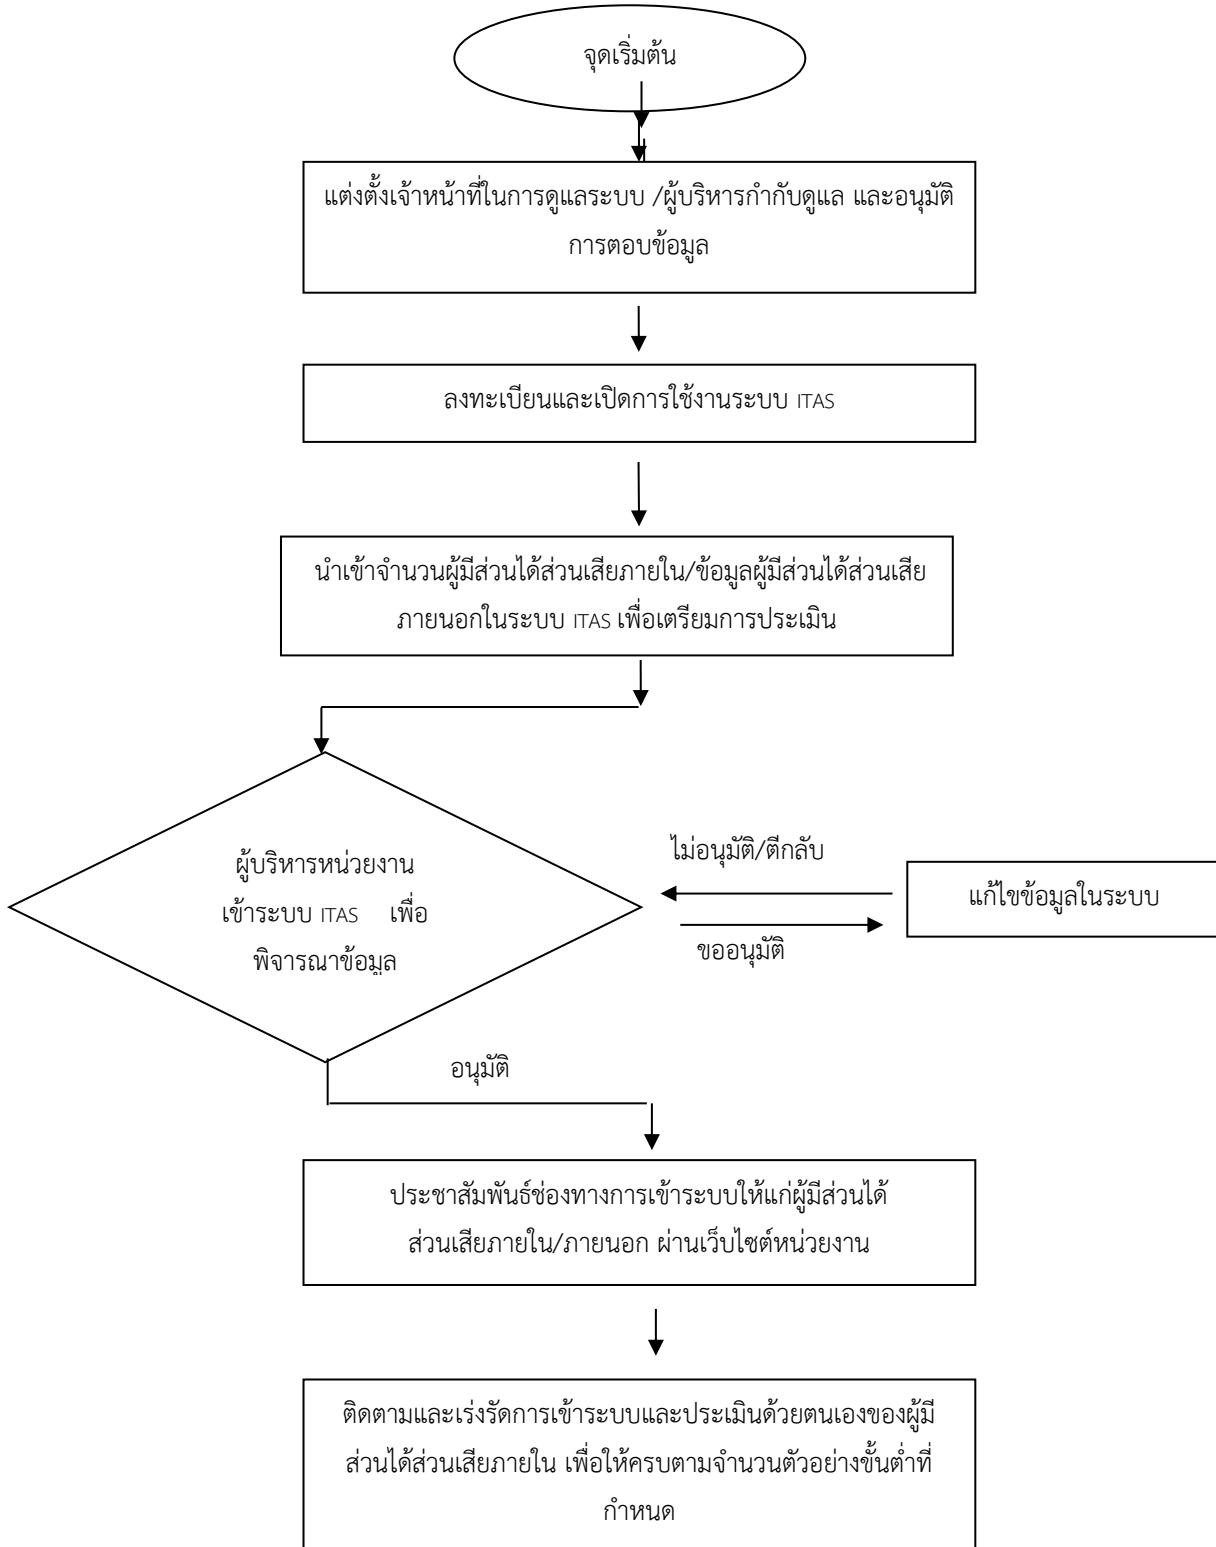 จุดเริ่มต้น
แต่งตั้งเจ้าหน้าที่ในการดูแลระบบ /ผู้บริหารกำกับดูแล และอนุมัติ
การตอบข้อมูล
ลงทะเบียนและเปิดการใช้งานระบบ ITAS
นำเข้าจำนวนผู้มีส่วนได้ส่วนเสียภายใน/ข้อมูลผู้มีส่วนได้ส่วนเสีย
ภายนอกในระบบ ITAS เพื่อเตรียมการประเมิน
ผู้บริหารหน่วยงาน
เข้าระบบ ITAS เพื่อ
พิจารณาข้อมูล
ไม่อนุมัติ/ตีกลับ
ขออนุมัติ
แก้ไขข้อมูลในระบบ
อนุมัติ
ประชาสัมพันธ์ช่องทางการเข้าระบบให้แก่ผู้มีส่วนได้
ส่วนเสียภายใน/ภายนอก ผ่านเว็บไซต์หน่วยงาน
ติดตามและเร่งรัดการเข้าระบบและประเมินด้วยตนเองของผู้มี
ส่วนได้ส่วนเสียภายใน เพื่อให้ครบตามจำนวนตัวอย่างขั้นต่ำที่
กำหนด